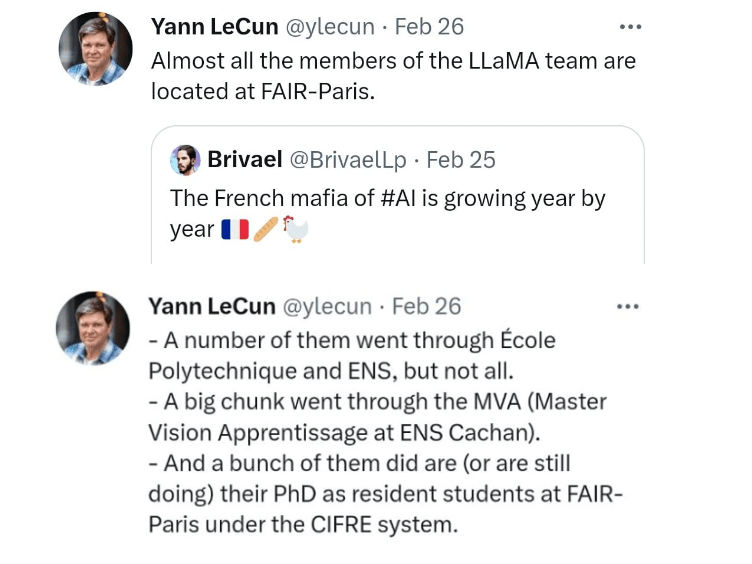 Yann LeCun @ylecun · Feb 26
Almost all the members of the LLaMA team are
located at FAIR-Paris.
Brivael @BrivaelLp · Feb 25
The French mafia of #AI is growing year by
year 🇫🇷🥖🐓
Yann LeCun @ylecun · Feb 26
- A number of them went through École
Polytechnique and ENS, but not all.
- A big chunk went through the MVA (Master
Vision Apprentissage at ENS Cachan).
- And a bunch of them did are (or are still
doing) their PhD as resident students at FAIR-
Paris under the CIFRE system.